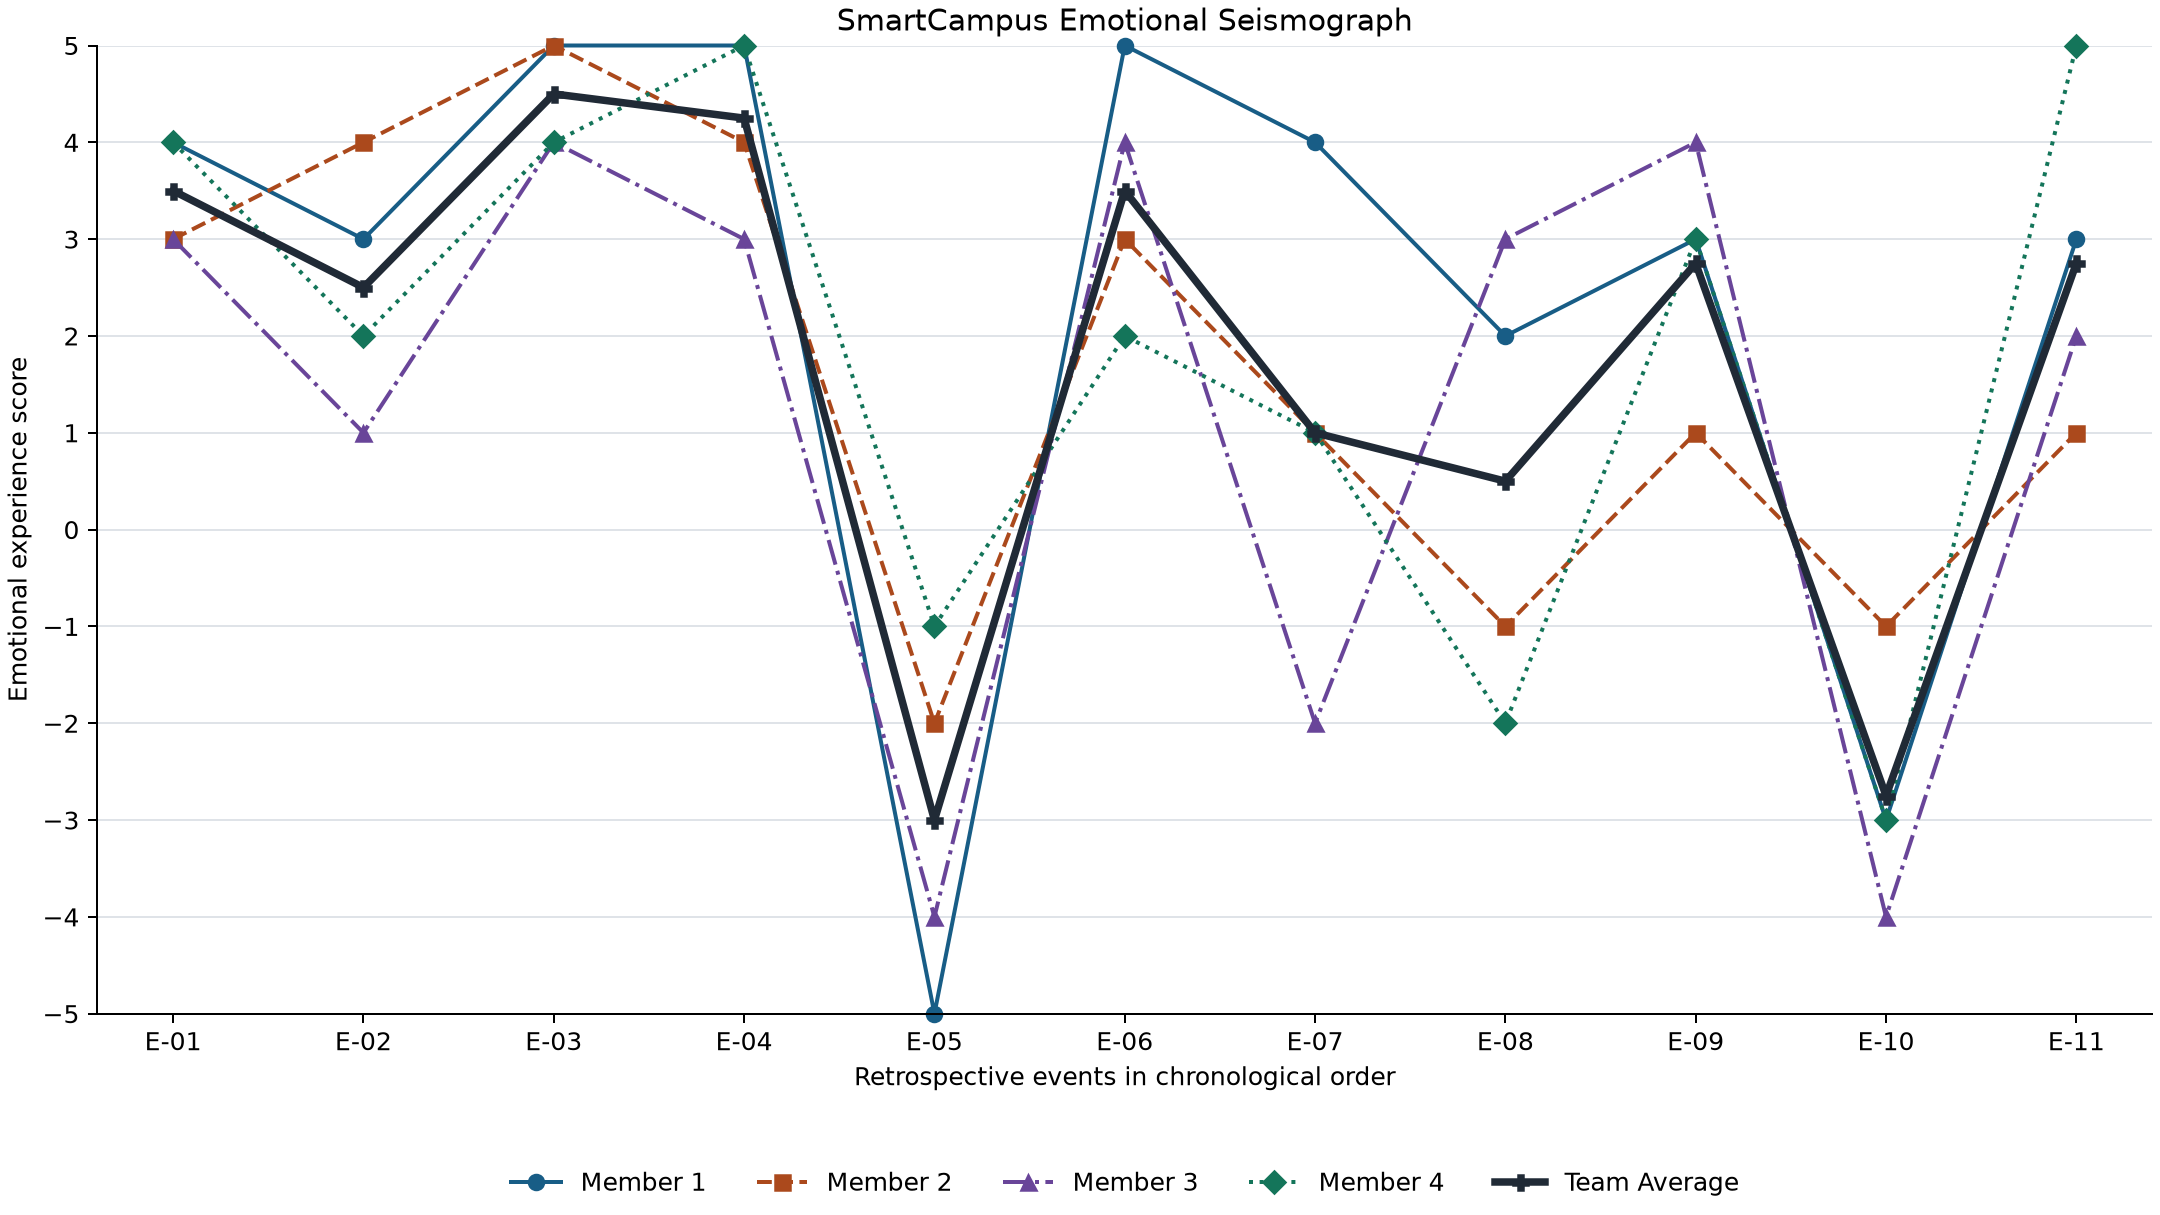 SmartCampus Emotional Seismograph
5
4
3
2
1
0
−1
−2
−3
−4
−5
Emotional experience score
E-01 E-02 E-03 E-04 E-05 E-06 E-07 E-08 E-09 E-10 E-11
Retrospective events in chronological order
Member 1 Member 2 Member 3 Member 4 Team Average